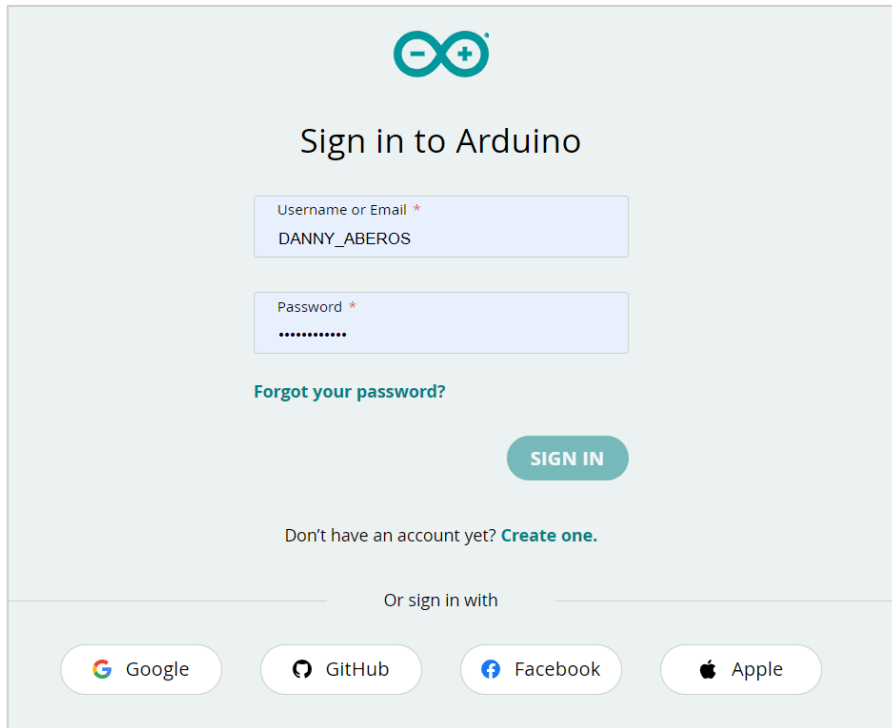 Sign in to Arduino
Username or Email *
DANNY_ABEROS
Password *
••••••••••••
Forgot your password?
SIGN IN
Don’t have an account yet? Create one.
Or sign in with
Google GitHub Facebook Apple